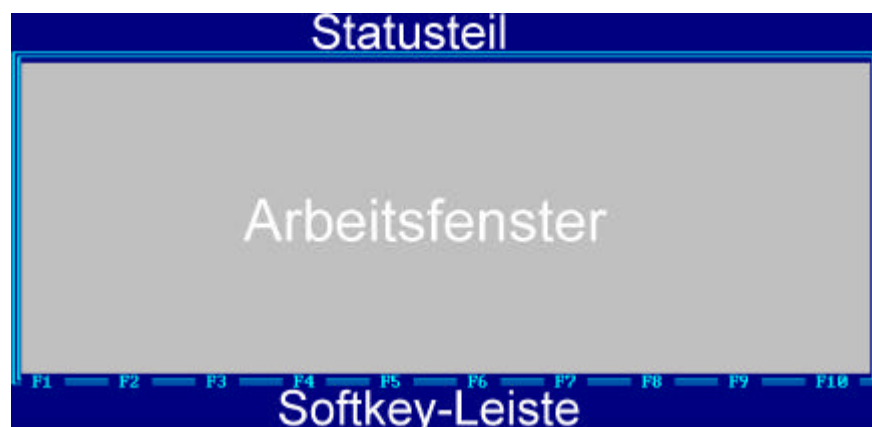 Statusteil
Arbeitsfenster
F1 F2 F3 F4 F5 F6 F7 F8 F9 F10
Softkey-Leiste